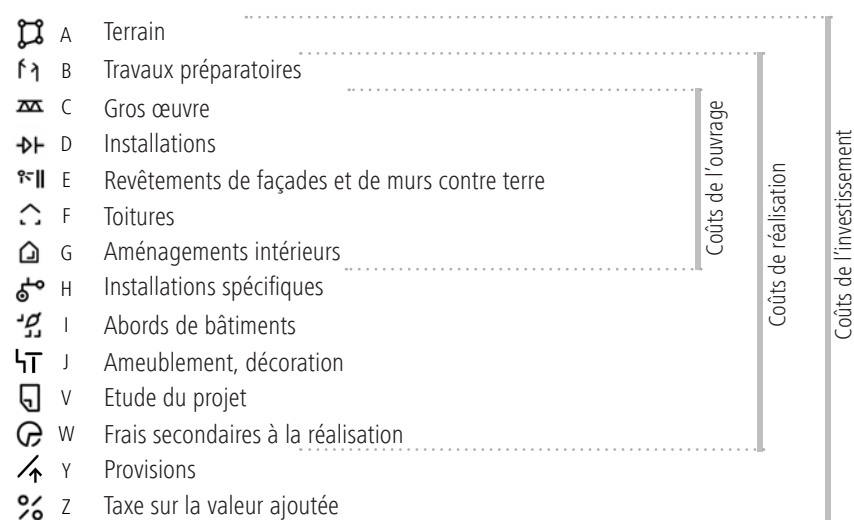 A Terrain
B Travaux préparatoires
C Gros œuvre
D Installations
E Revêtements de façades et de murs contre terre
F Toitures
G Aménagements intérieurs
H Installations spécifiques
I Abords de bâtiments
J Ameublement, décoration
V Etude du projet
W Frais secondaires à la réalisation
Y Provisions
Z Taxe sur la valeur ajoutée
Coûts de l'ouvrage
Coûts de réalisation
Coûts de l'investissement